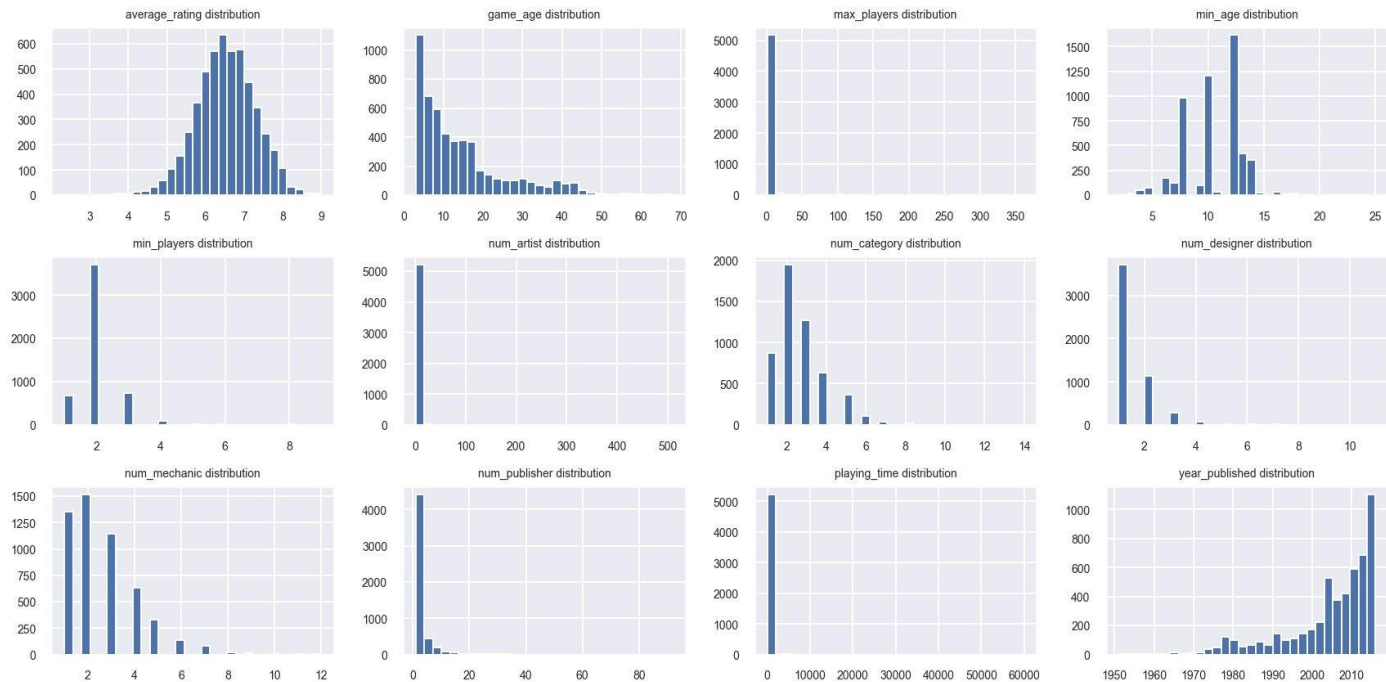 average_rating distribution
600
500
400
300
200
100
0
3 4 5 6 7 8 9
game_age distribution
1000
800
600
400
200
0
0 10 20 30 40 50 60 70
max_players distribution
5000
4000
3000
2000
1000
0
0 50 100 150 200 250 300 350
min_age distribution
1500
1250
1000
750
500
250
0
5 10 15 20 25
min_players distribution
3000
2000
1000
0
2 4 6 8
num_artist distribution
5000
4000
3000
2000
1000
0
0 100 200 300 400 500
num_category distribution
2000
1500
1000
500
0
2 4 6 8 10 12 14
num_designer distribution
3000
2000
1000
0
2 4 6 8 10
num_mechanic distribution
1500
1250
1000
750
500
250
0
2 4 6 8 10 12
num_publisher distribution
4000
3000
2000
1000
0
0 20 40 60 80
playing_time distribution
5000
4000
3000
2000
1000
0
0 10000 20000 30000 40000 50000 60000
year_published distribution
1000
800
600
400
200
0
1950 1960 1970 1980 1990 2000 2010